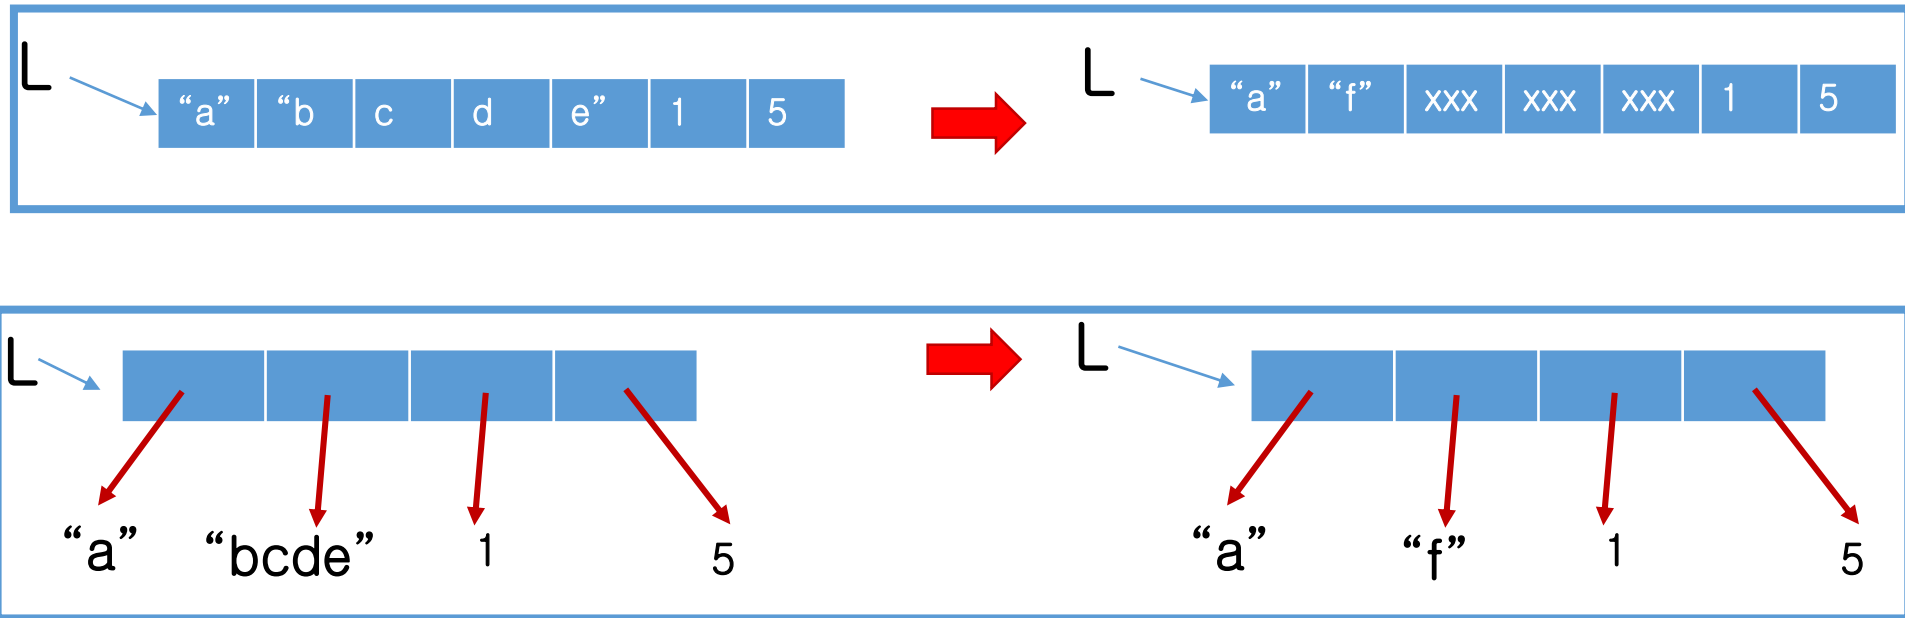 L “a” “b c d e” 1 5
L “a” “f” xxx xxx xxx 1 5
L
“a” “bcde” 1 5
L
“a” “f” 1 5